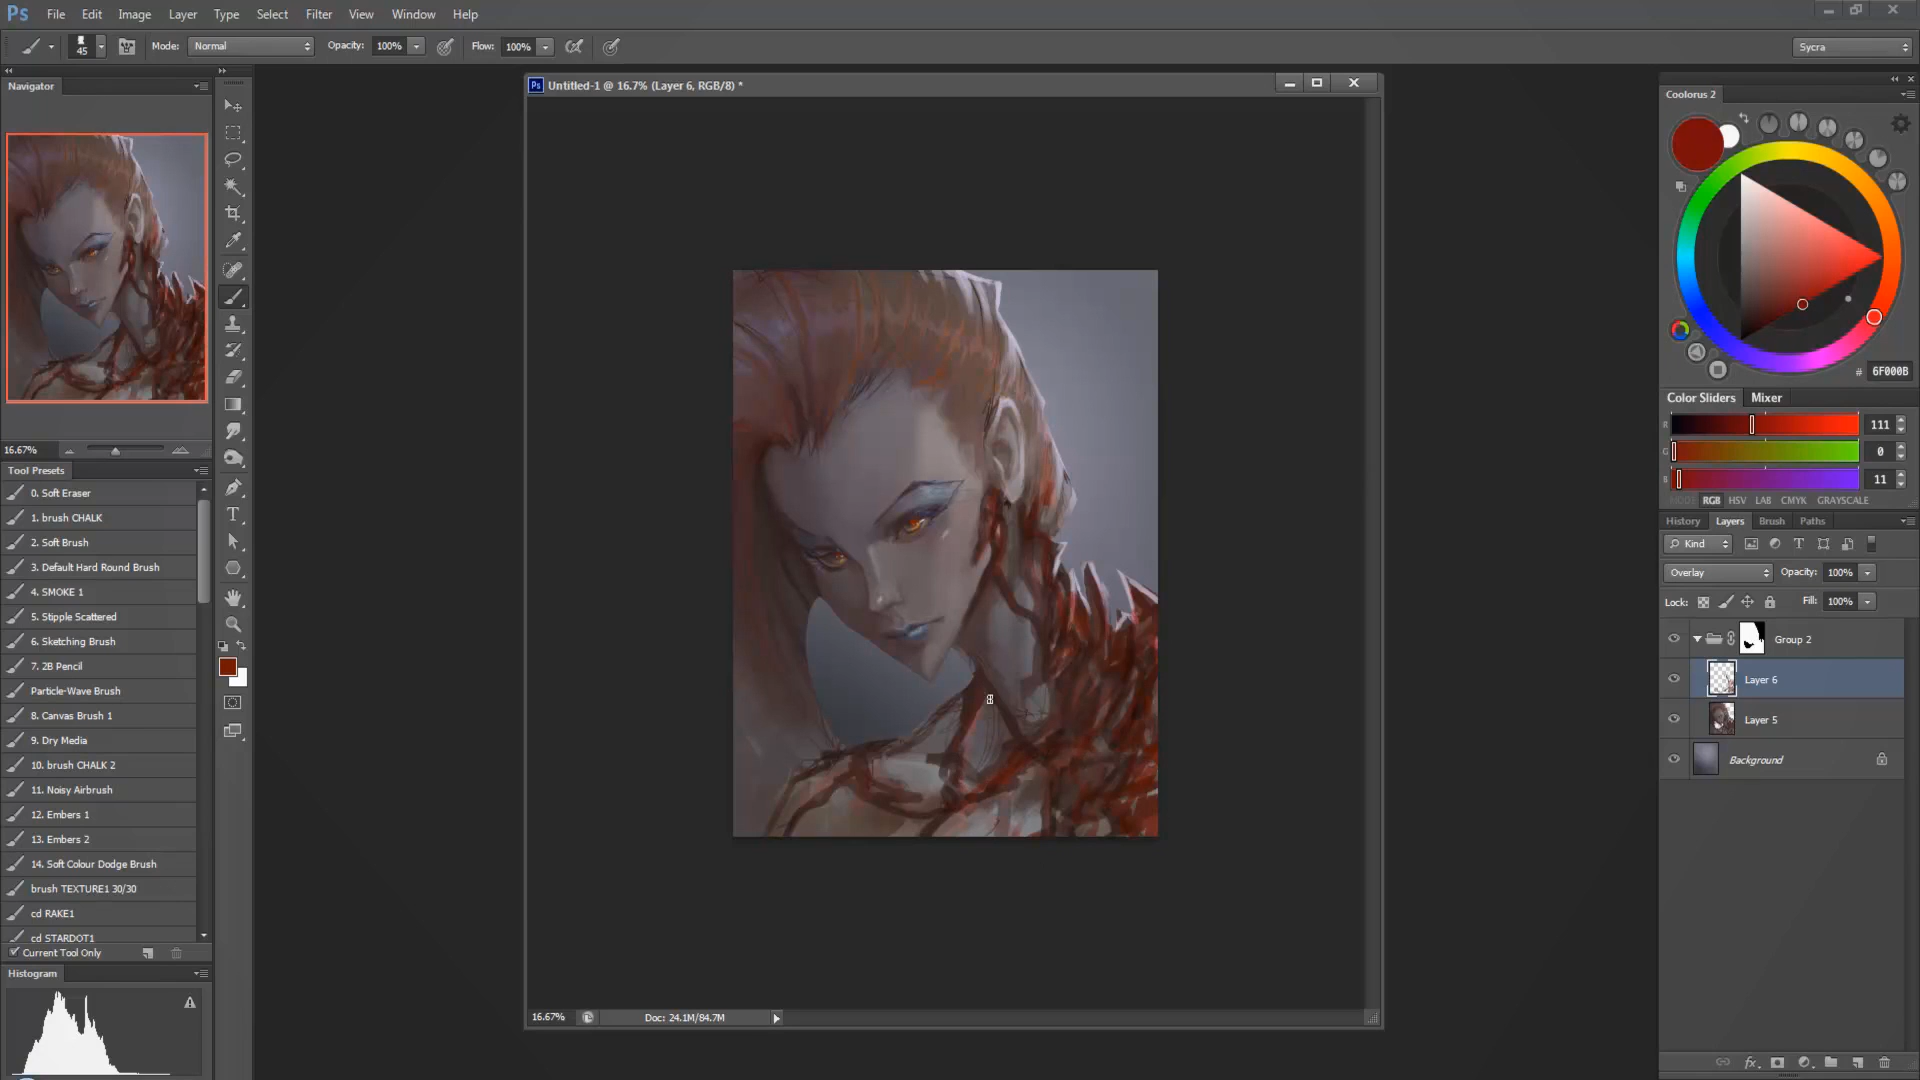 Ps File Edit Image Layer Type Select Filter View Window Help
45 Mode: Normal Opacity: 100% Flow: 100% Sycra
Navigator
16.67%
Tool Presets
0. Soft Eraser
1. brush CHALK
2. Soft Brush
3. Default Hard Round Brush
4. SMOKE 1
5. Stipple Scattered
6. Sketching Brush
7. 2B Pencil
Particle-Wave Brush
8. Canvas Brush 1
9. Dry Media
10. brush CHALK 2
11. Noisy Airbrush
12. Embers 1
13. Embers 2
14. Soft Colour Dodge Brush
brush TEXTURE1 30/30
cd RAKE1
cd STARDOT1
Current Tool Only
Histogram
T
Ps Untitled-1 @ 16.7% (Layer 6, RGB/8) *
16.67% Doc: 24.1M/84.7M
Coolorus 2
# 6F000B
Color Sliders Mixer
R 111
G 0
B 11
RGB HSV LAB CMYK GRAYSCALE
History Layers Brush Paths
Kind T
Overlay Opacity: 100%
Lock: Fill: 100%
Group 2
Layer 6
Layer 5
Background
fx